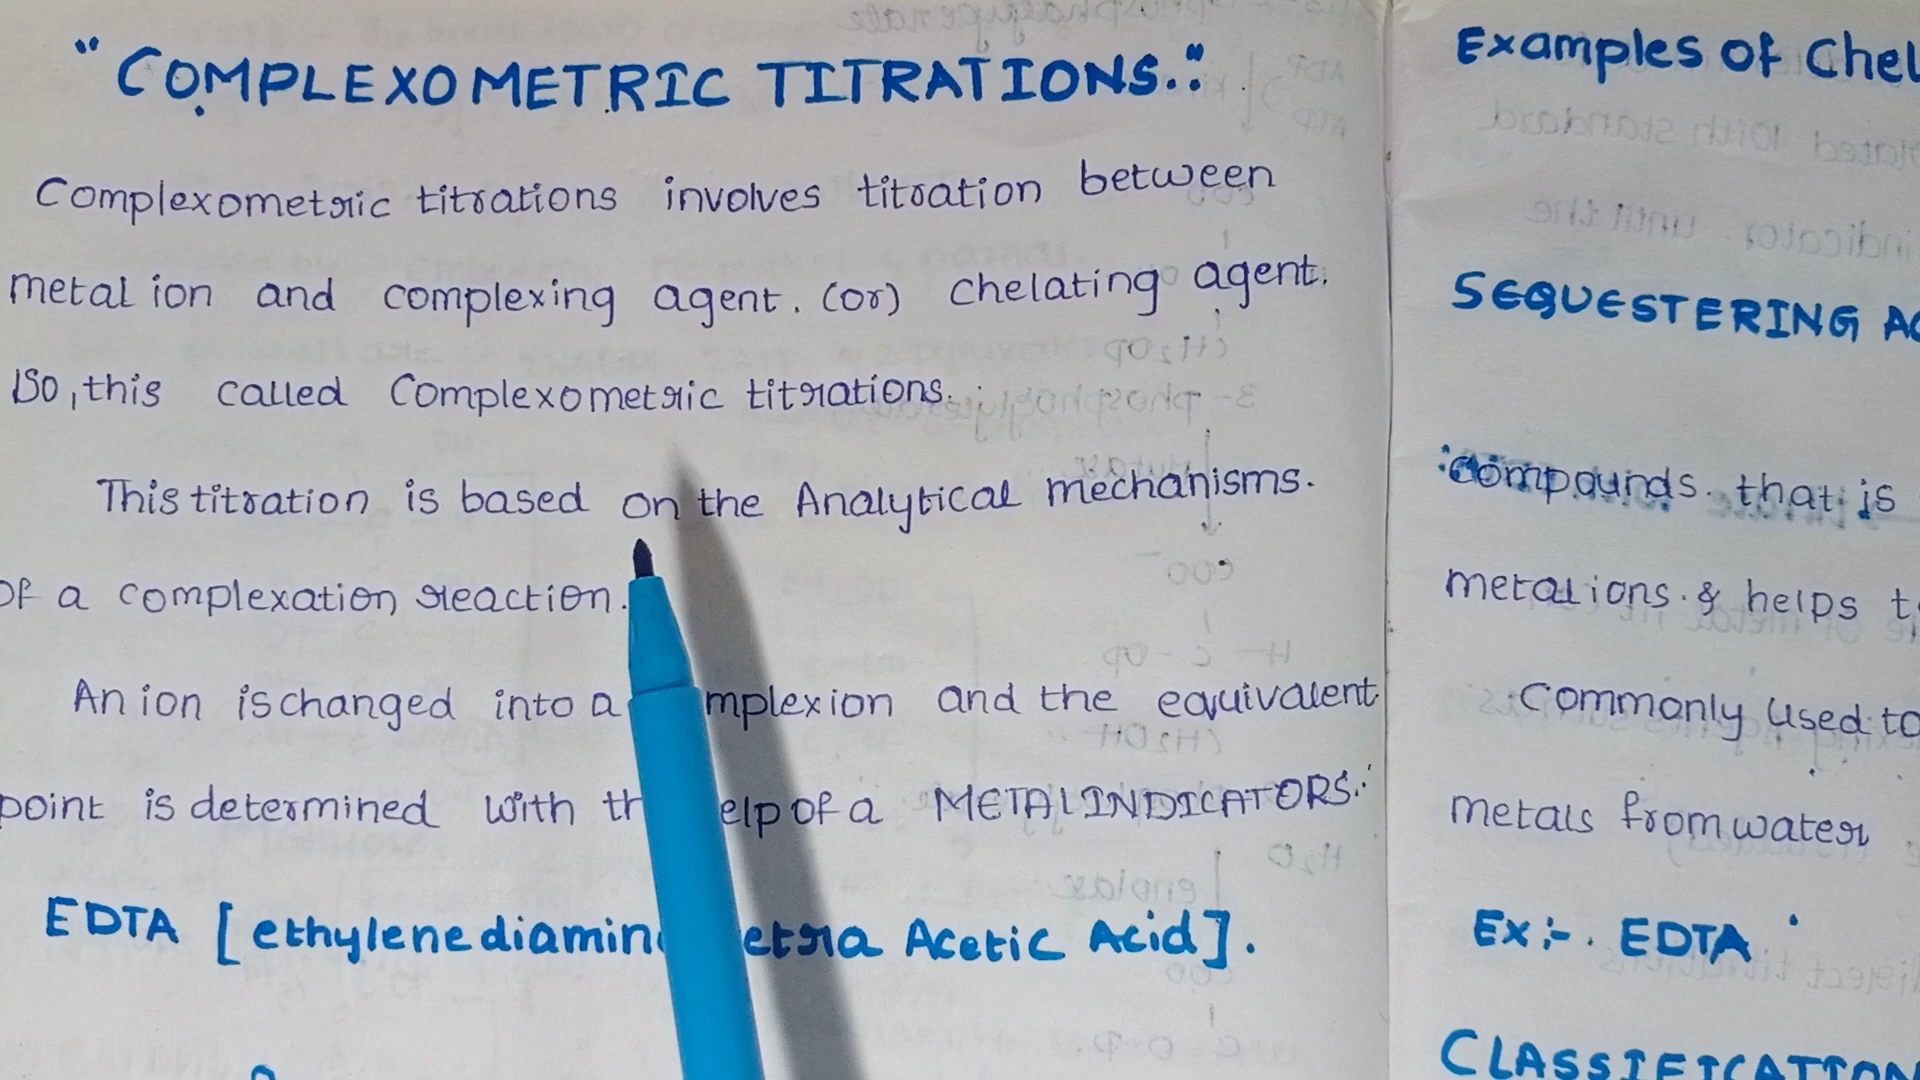 "COMPLEXOMETRIC TITRATIONS."
Complexometric titrations involves titration between
metal ion and complexing agent. (or) chelating agent.
So, this called Complexometric titrations.
This titration is based on the Analytical mechanisms.
of a complexation reaction.
An ion is changed into a mplexion and the equivalent
point is determined with th elp of a METAL INDICATORS.
EDTA [ethylene diamin etra Acetic Acid].
Examples of Chel
SEQUESTERING AG
compounds. that is
metal ions. & helps t
Commonly used to
metals from water
Ex:-. EDTA
CLASSIFICATION